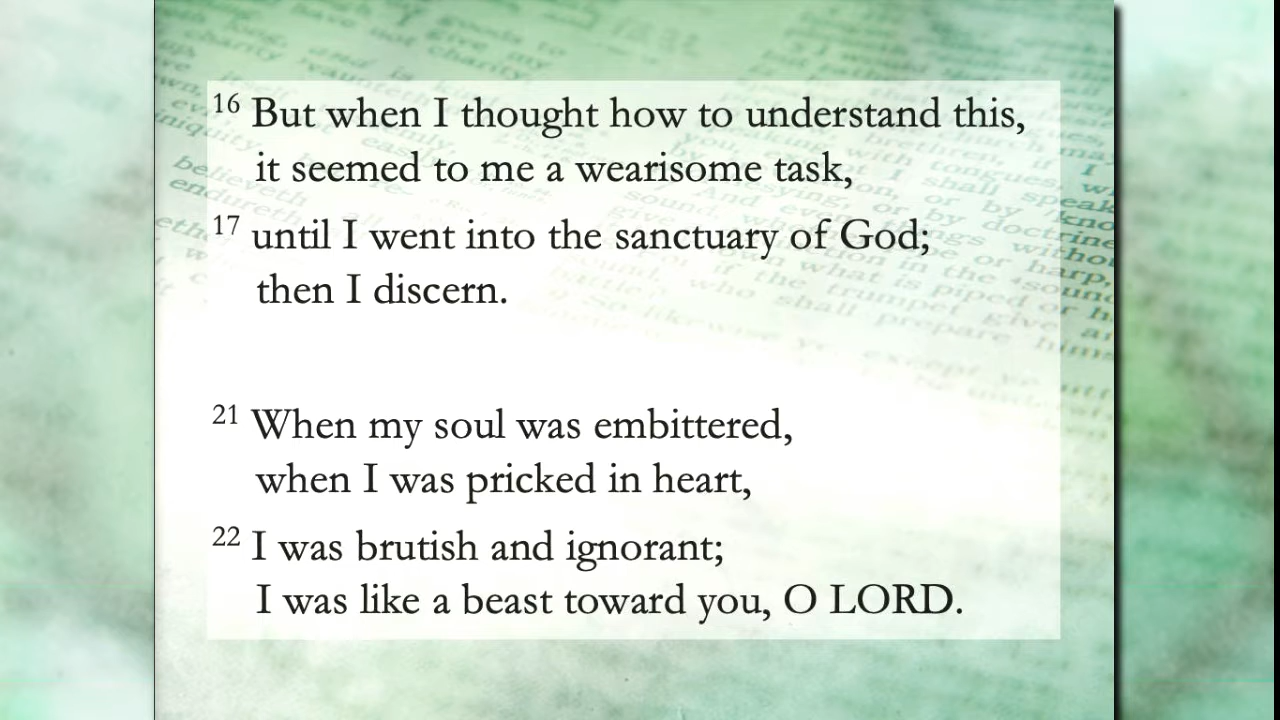 16 But when I thought how to understand this,
it seemed to me a wearisome task,
17 until I went into the sanctuary of God;
then I discern.
21 When my soul was embittered,
when I was pricked in heart,
22 I was brutish and ignorant;
I was like a beast toward you, O LORD.